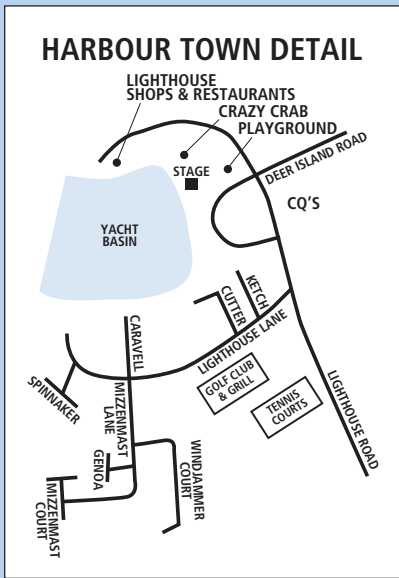 HARBOUR TOWN DETAIL
LIGHTHOUSE
SHOPS & RESTAURANTS
CRAZY CRAB
PLAYGROUND
STAGE
DEER ISLAND ROAD
CQ'S
YACHT
BASIN
KETCH
CUTTER
CARAVELL
LIGHTHOUSE LANE
GOLF CLUB
& GRILL
TENNIS
COURTS
LIGHTHOUSE ROAD
SPINNAKER
MIZZENMAST
LANE
GENOA
WINDJAMMER
COURT
MIZZENMAST
COURT